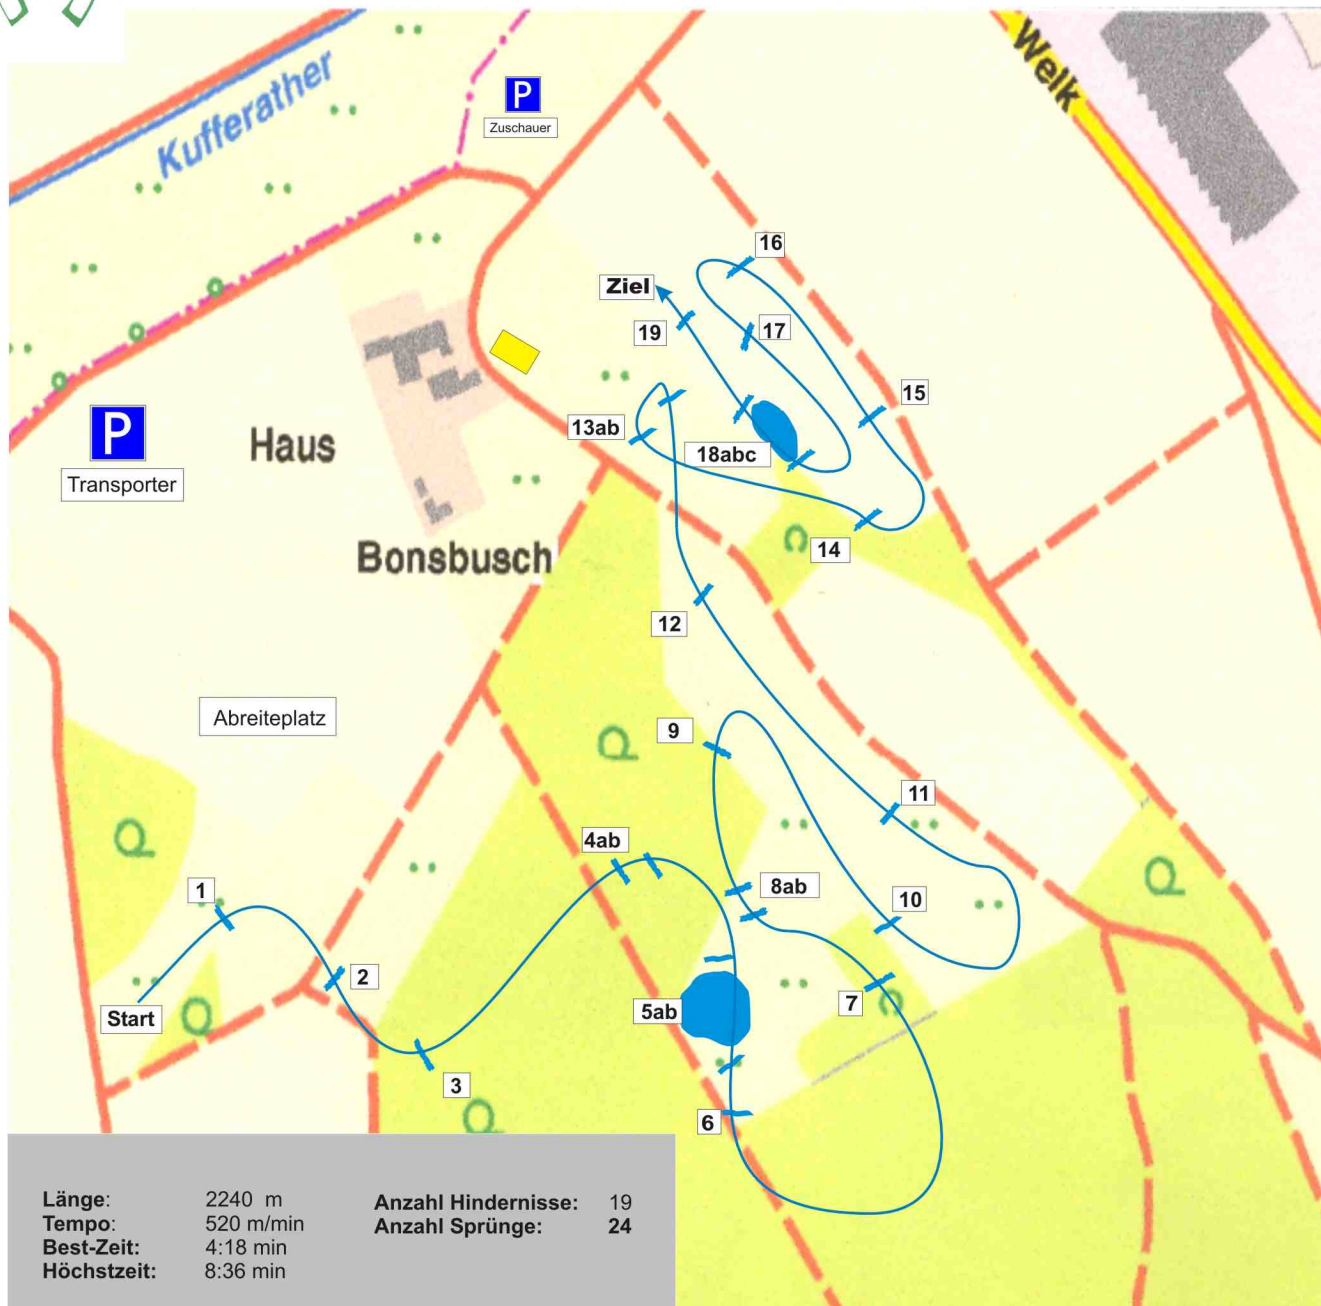 Kufferather
P
Zuschauer
Welk
16
Ziel
19
17
15
13ab
18abc
P
Transporter
Haus
Bonsbusch
14
12
Abreiteplatz
9
11
4ab
8ab
10
1
2
7
5ab
Start
3
6
Länge: 2240 m
Tempo: 520 m/min
Best-Zeit: 4:18 min
Höchstzeit: 8:36 min
Anzahl Hindernisse: 19
Anzahl Sprünge: 24